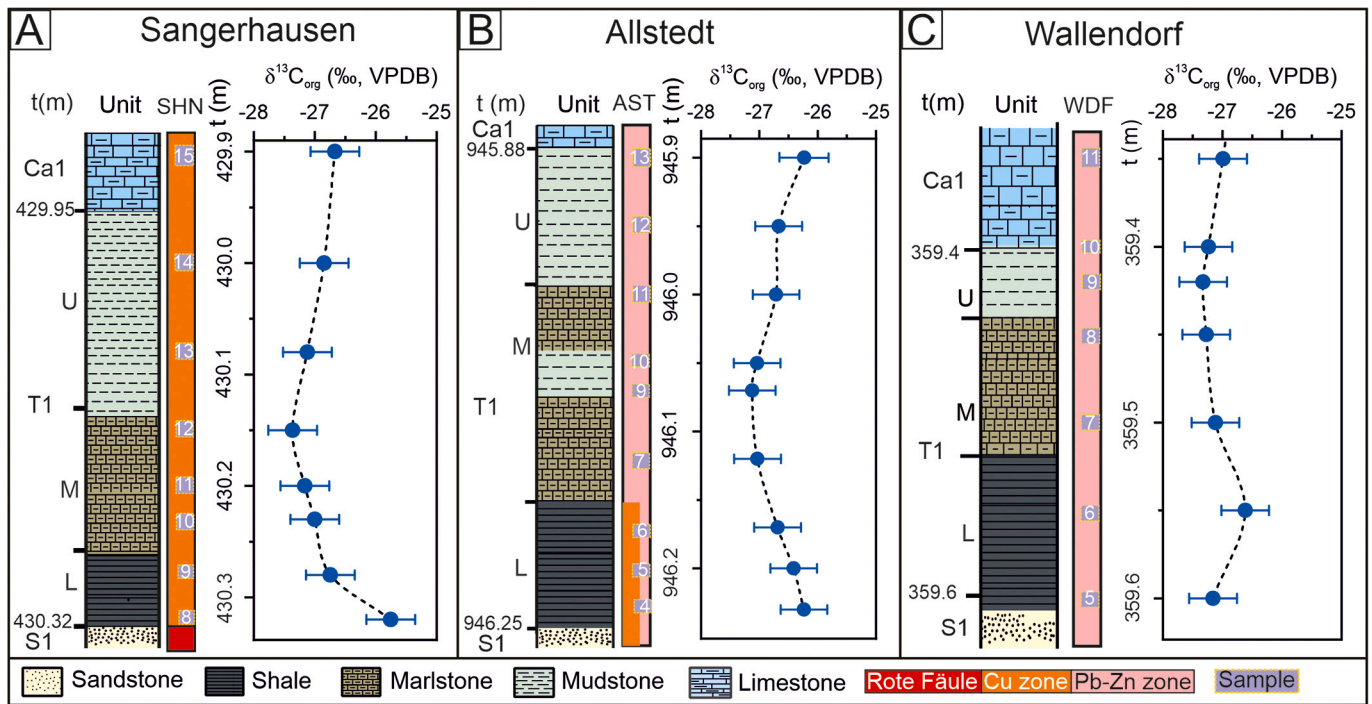 A
Sangerhausen
δ13Corg (‰, VPDB)
t(m) Unit SHN t (m)
-28 -27 -26 -25
Ca1
429.95
U
T1
M
L
430.32
S1
15
14
13
12
11
10
9
8
429.9
430.0
430.1
430.2
430.3
B
Allstedt
δ13Corg (‰, VPDB)
t (m) Unit AST t (m)
-28 -27 -26 -25
Ca1
945.88
U
M
T1
L
946.25
S1
13
12
11
10
9
7
6
5
4
945.9
946.0
946.1
946.2
C
Wallendorf
δ13Corg (‰, VPDB)
t(m) Unit WDF t (m)
-28 -27 -26 -25
Ca1
359.4
U
M
T1
L
359.6
S1
11
10
9
8
7
6
5
359.4
359.5
359.6
Sandstone Shale Marlstone Mudstone Limestone Rote Fäule Cu zone Pb-Zn zone Sample